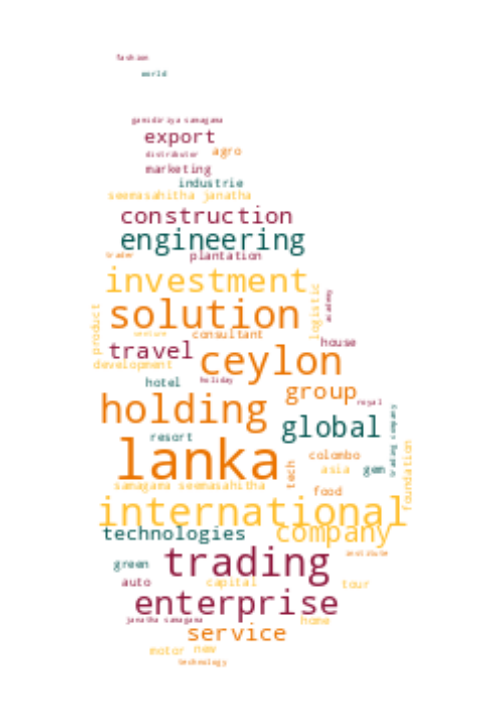 fashion
world
gamidiriya samagama
export
distributor agro
marketing
industrie
seemasahitha janatha
construction
engineering
trader plantation
investment
solution
logistic
academy
product
venture consultant
travel house
ceylon
development
hotel holiday
group
royal
holding
global
trading company
resort
lanka
colombo
tech asia gem
foundation
samagama seemasahitha
food
international
technologies company
trading institute
green
auto capital tour
enterprise
janatha samagama home
service
motor new
technology